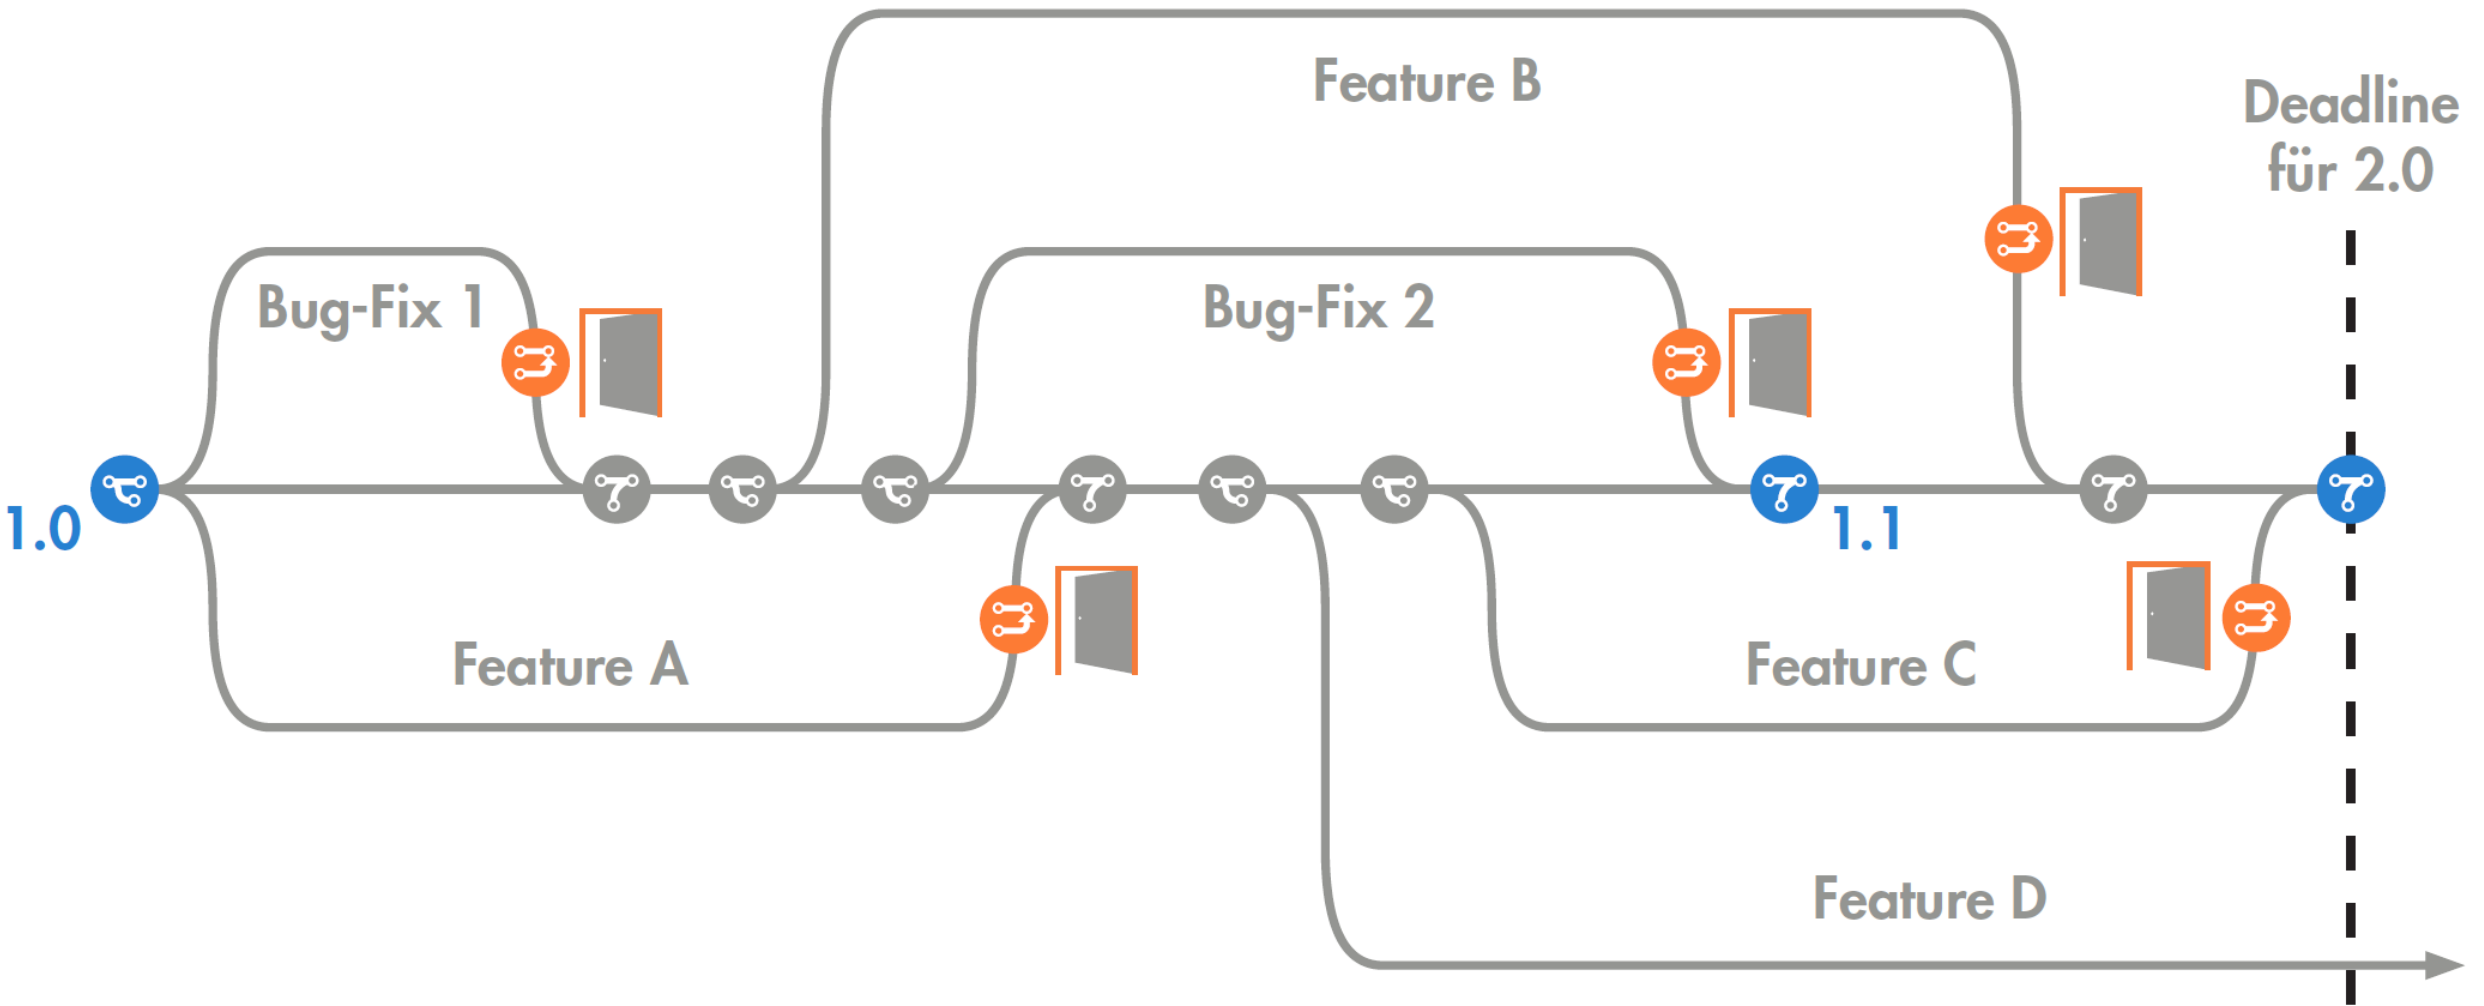 Feature B
Deadline
für 2.0
Bug-Fix 1
Bug-Fix 2
1.0
1.1
Feature A
Feature C
Feature D